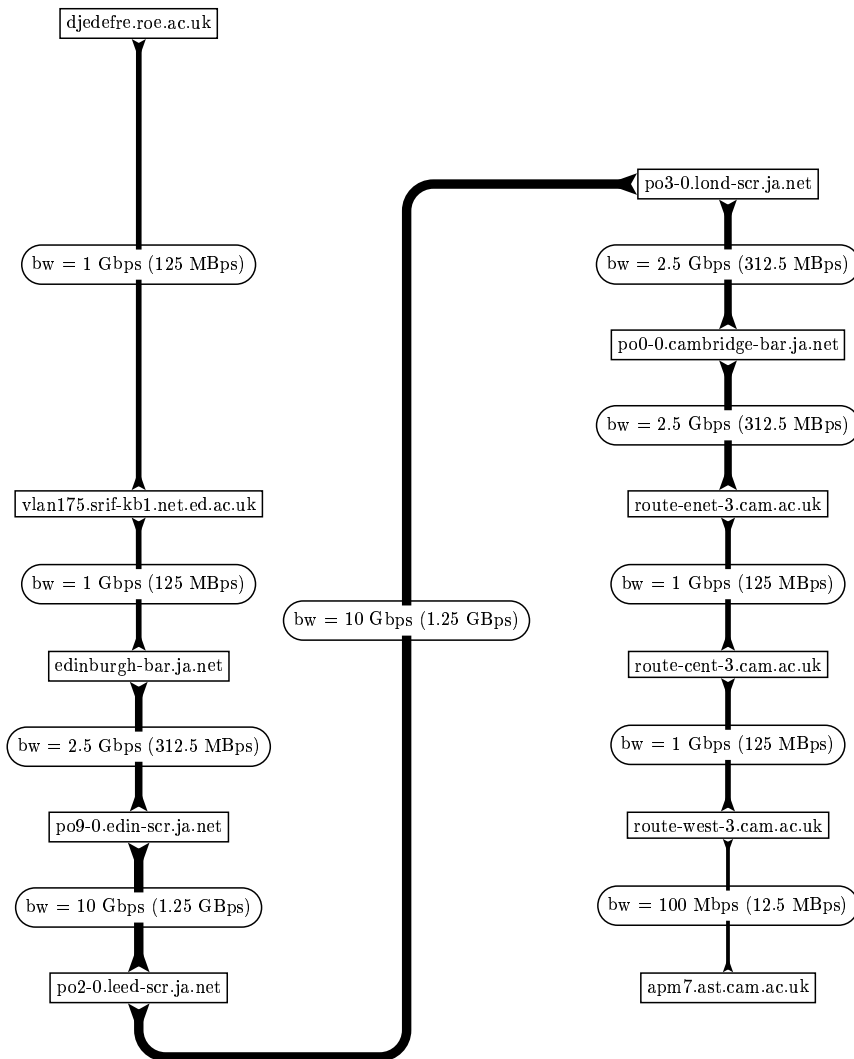 djedefre.roe.ac.uk
bw = 1 Gbps (125 MBps)
vlan175.srif-kb1.net.ed.ac.uk
bw = 1 Gbps (125 MBps)
edinburgh-bar.ja.net
bw = 2.5 Gbps (312.5 MBps)
po9-0.edin-scr.ja.net
bw = 10 Gbps (1.25 GBps)
po2-0.leed-scr.ja.net
bw = 10 Gbps (1.25 GBps)
po3-0.lond-scr.ja.net
bw = 2.5 Gbps (312.5 MBps)
po0-0.cambridge-bar.ja.net
bw = 2.5 Gbps (312.5 MBps)
route-enet-3.cam.ac.uk
bw = 1 Gbps (125 MBps)
route-cent-3.cam.ac.uk
bw = 1 Gbps (125 MBps)
route-west-3.cam.ac.uk
bw = 100 Mbps (12.5 MBps)
apm7.ast.cam.ac.uk